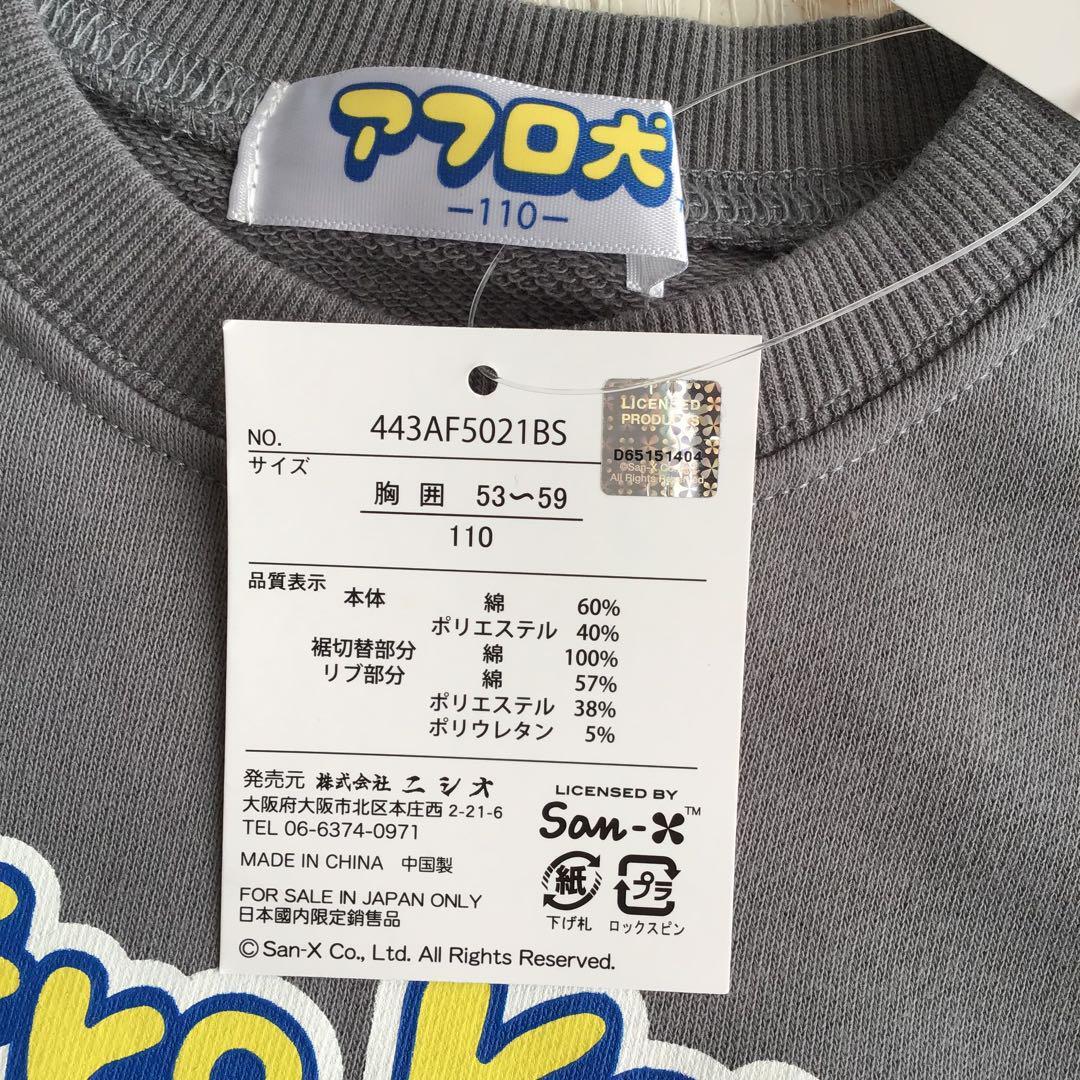 アフロ犬
-110-
NO. 443AF5021BS
サイズ
胸囲 53〜59
110
LICENSED
PRODUCTS
D65151404
©San-X Co.
All Rights Reserved
品質表示
本体 綿 60%
ポリエステル 40%
裾切替部分 綿 100%
リブ部分 綿 57%
ポリエステル 38%
ポリウレタン 5%
発売元 株式会社 ニシオ
大阪府大阪市北区本庄西 2-21-6
TEL 06-6374-0971
MADE IN CHINA 中国製
FOR SALE IN JAPAN ONLY
日本國内限定銷售品
© San-X Co., Ltd. All Rights Reserved.
LICENSED BY
San-X™
紙 プラ
下げ札 ロックスピン